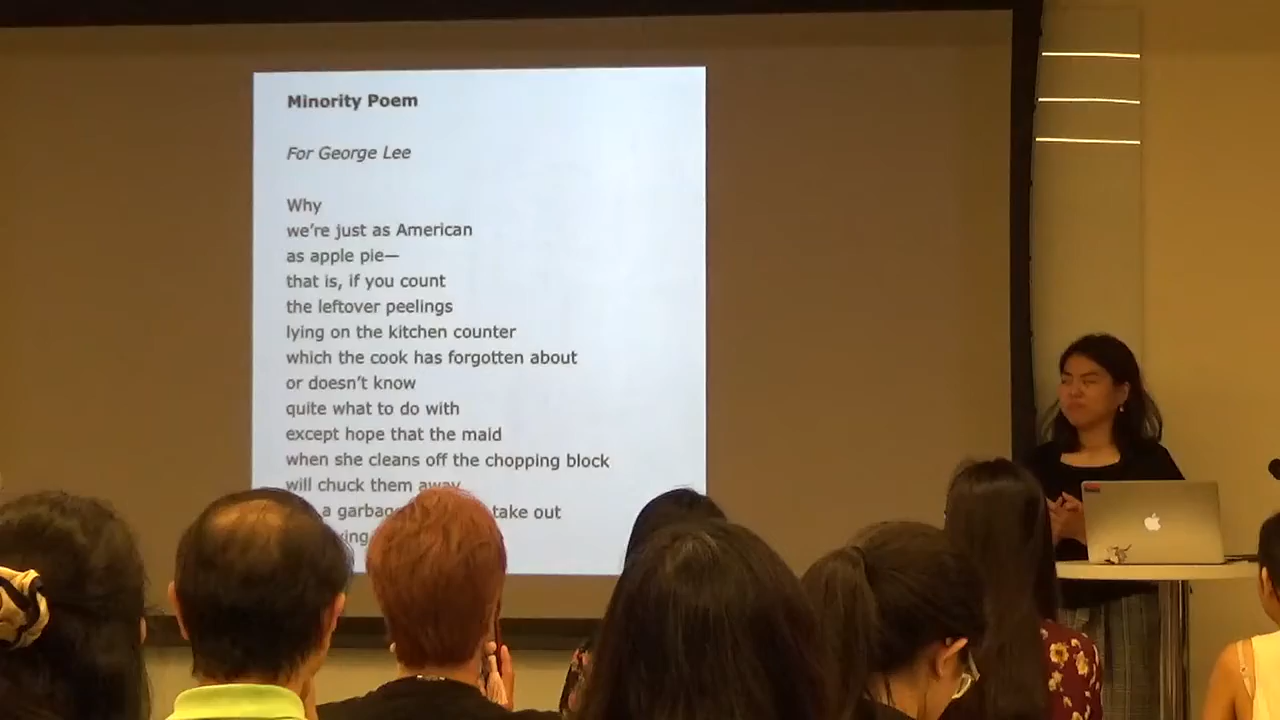 Minority Poem
For George Lee
Why
we're just as American
as apple pie—
that is, if you count
the leftover peelings
lying on the kitchen counter
which the cook has forgotten about
or doesn't know
quite what to do with
except hope that the maid
when she cleans off the chopping block
will chuck them away
a garbage take out